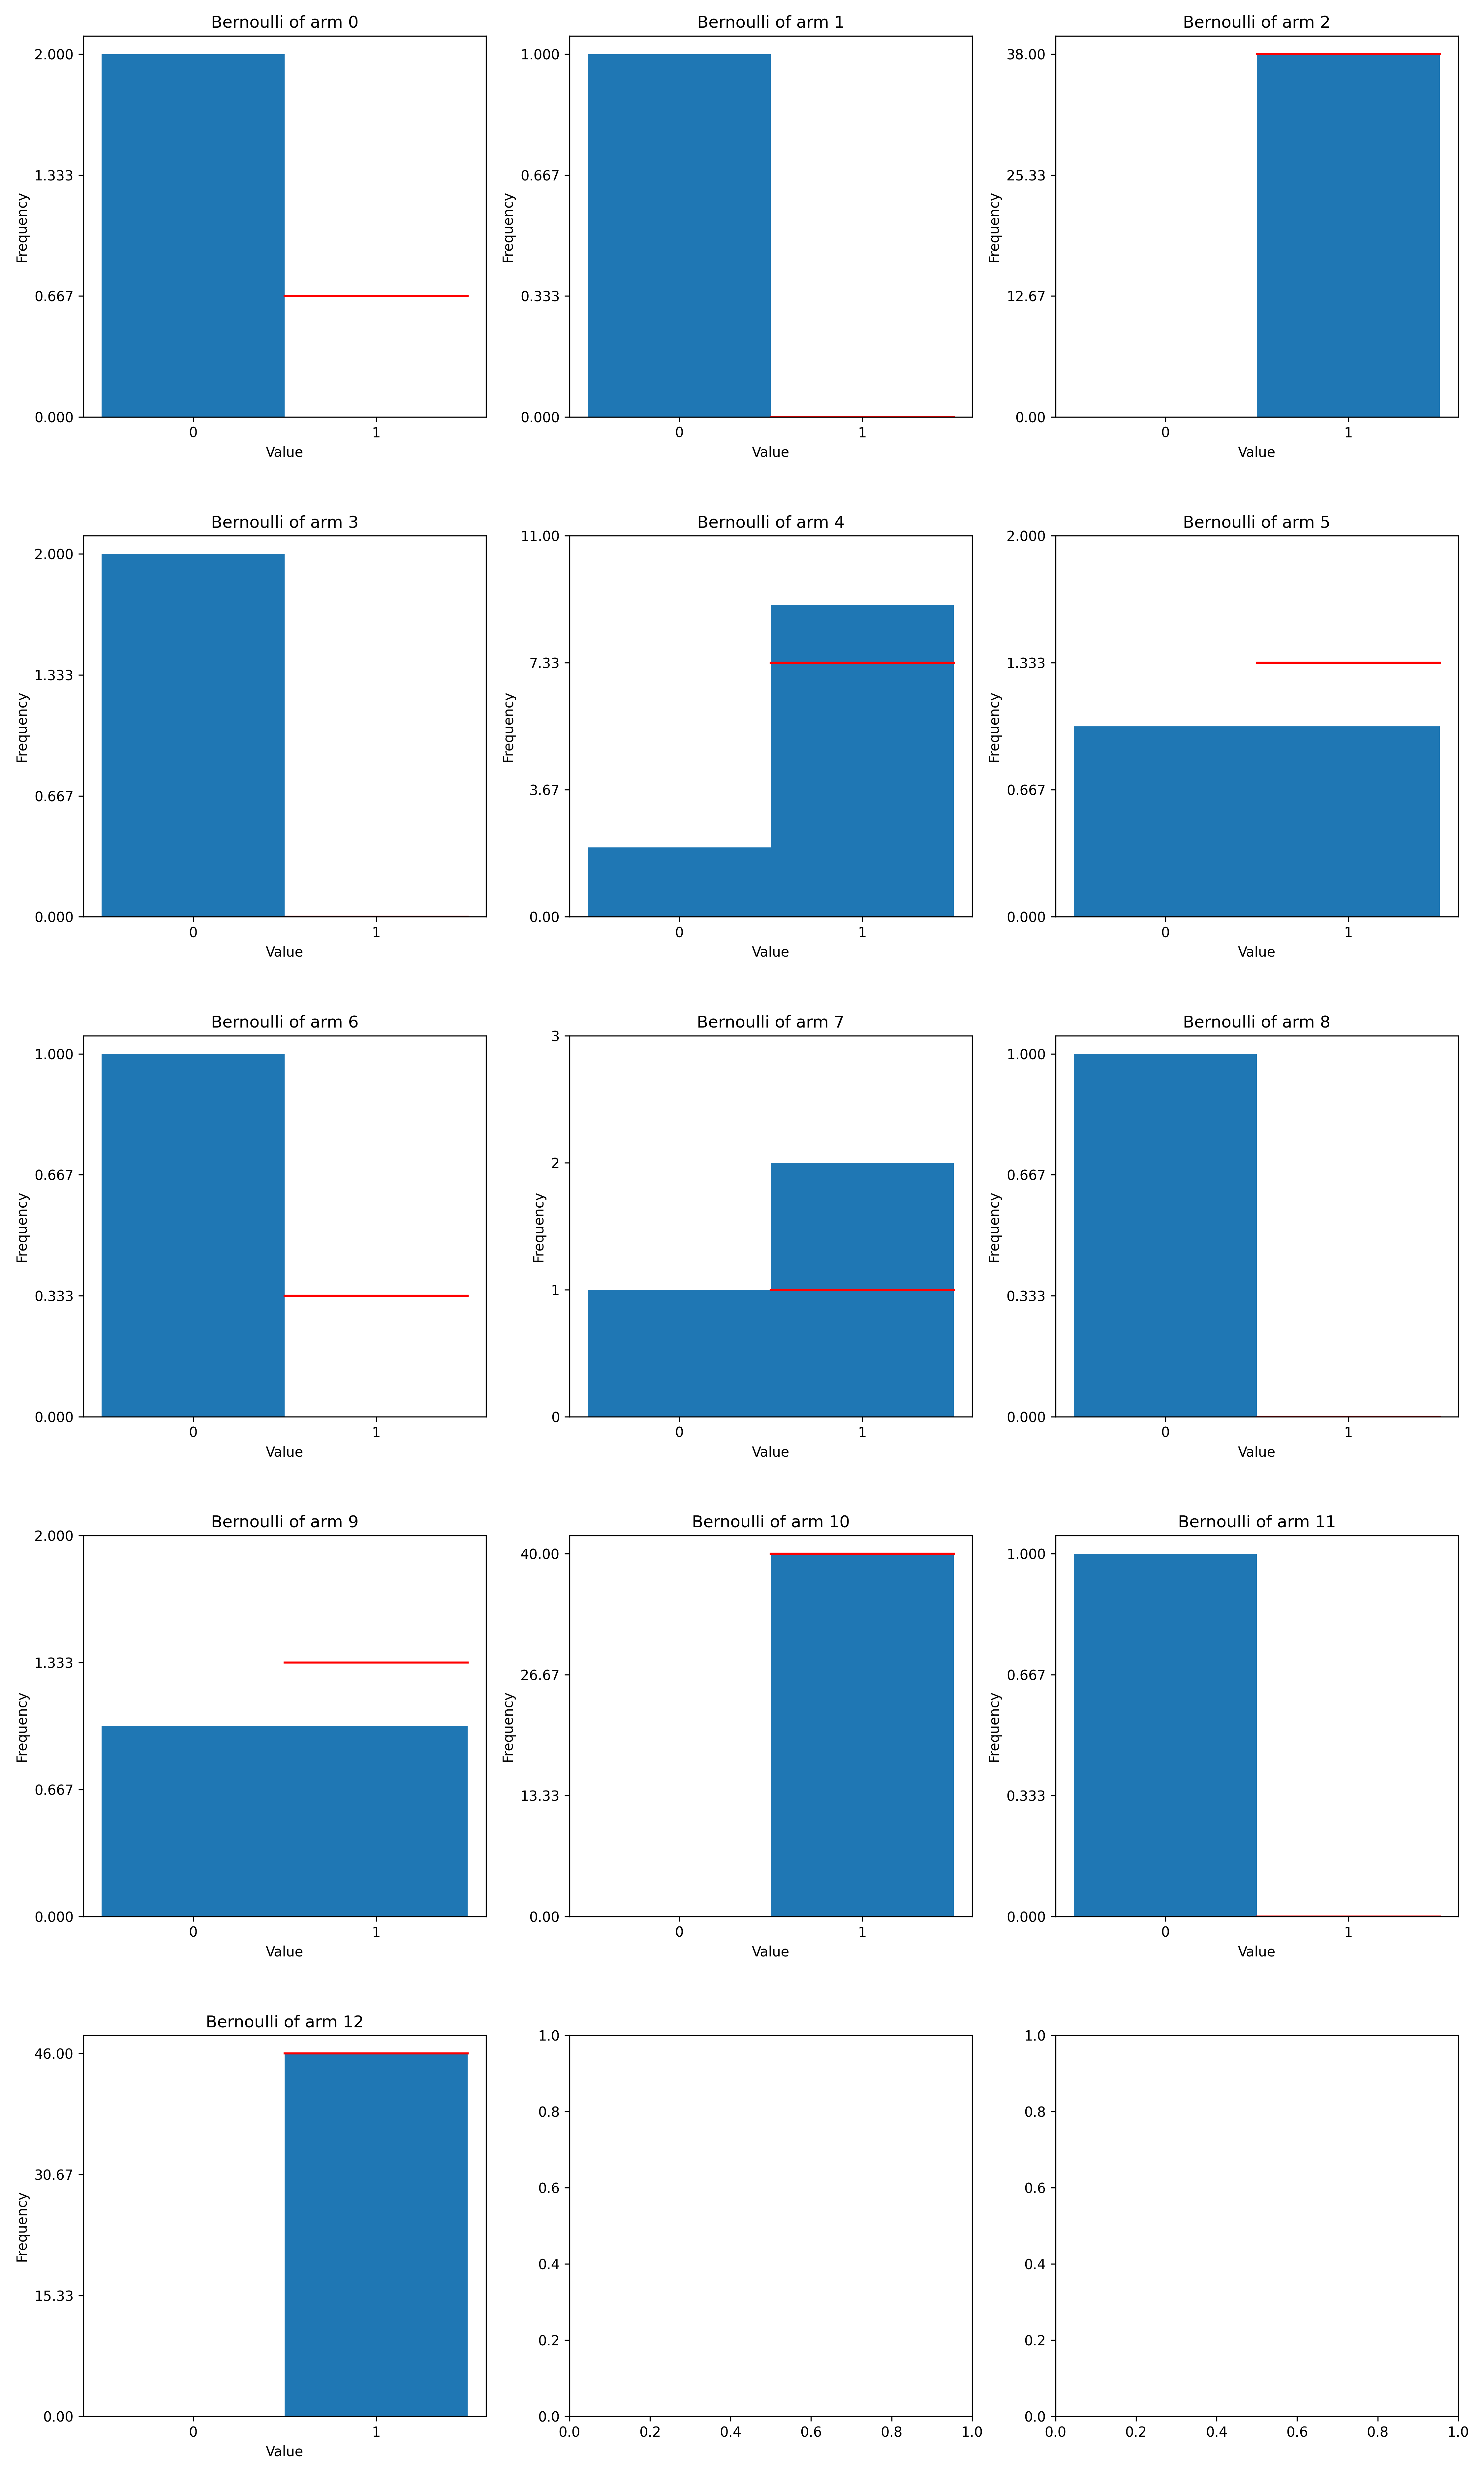 Bernoulli of arm 0
2.000
1.333
0.667
0.000
Frequency
0 1
Value
Bernoulli of arm 1
1.000
0.667
0.333
0.000
Frequency
0 1
Value
Bernoulli of arm 2
38.00
25.33
12.67
0.00
Frequency
0 1
Value
Bernoulli of arm 3
2.000
1.333
0.667
0.000
Frequency
0 1
Value
Bernoulli of arm 4
11.00
7.33
3.67
0.00
Frequency
0 1
Value
Bernoulli of arm 5
2.000
1.333
0.667
0.000
Frequency
0 1
Value
Bernoulli of arm 6
1.000
0.667
0.333
0.000
Frequency
0 1
Value
Bernoulli of arm 7
3
2
1
0
Frequency
0 1
Value
Bernoulli of arm 8
1.000
0.667
0.333
0.000
Frequency
0 1
Value
Bernoulli of arm 9
2.000
1.333
0.667
0.000
Frequency
0 1
Value
Bernoulli of arm 10
40.00
26.67
13.33
0.00
Frequency
0 1
Value
Bernoulli of arm 11
1.000
0.667
0.333
0.000
Frequency
0 1
Value
Bernoulli of arm 12
46.00
30.67
15.33
0.00
Frequency
0 1
Value
1.0
0.8
0.6
0.4
0.2
0.0
0.0 0.2 0.4 0.6 0.8 1.0
1.0
0.8
0.6
0.4
0.2
0.0
0.0 0.2 0.4 0.6 0.8 1.0